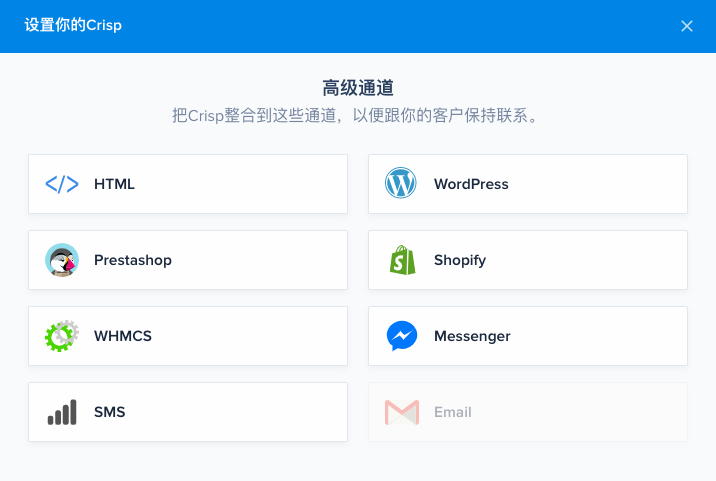 设置你的Crisp
高级通道
把Crisp整合到这些通道，以便跟你的客户保持联系。
HTML
WordPress
Prestashop
Shopify
WHMCS
Messenger
SMS
Email